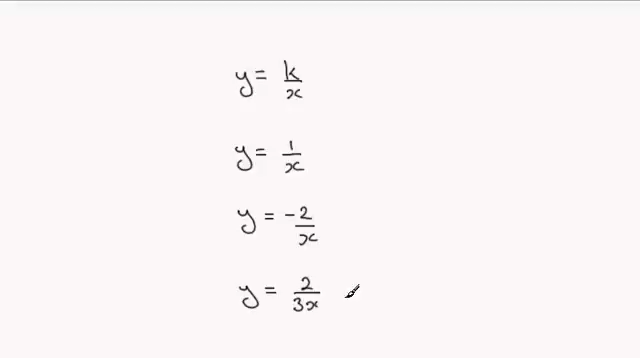 y = k/x
y = 1/x
y = -2/x
y = 2/3x